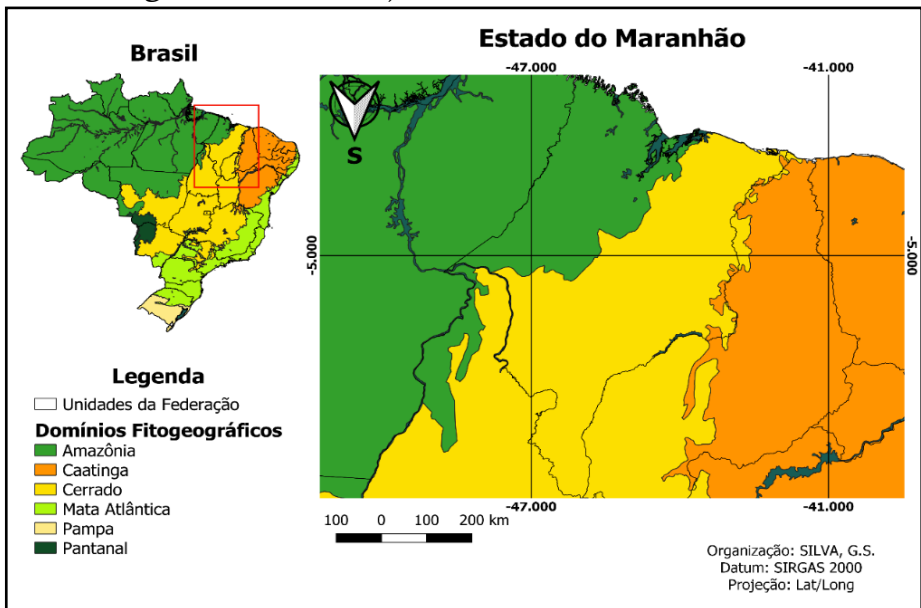 Brasil
Estado do Maranhão
-47.000
-41.000
S
-5.000
-5.000
-47.000
-41.000
Legenda
Unidades da Federação
Domínios Fitogeográficos
Amazônia
Caatinga
Cerrado
Mata Atlântica
Pampa
Pantanal
100 0 100 200 km
Organização: SILVA, G.S.
Datum: SIRGAS 2000
Projeção: Lat/Long